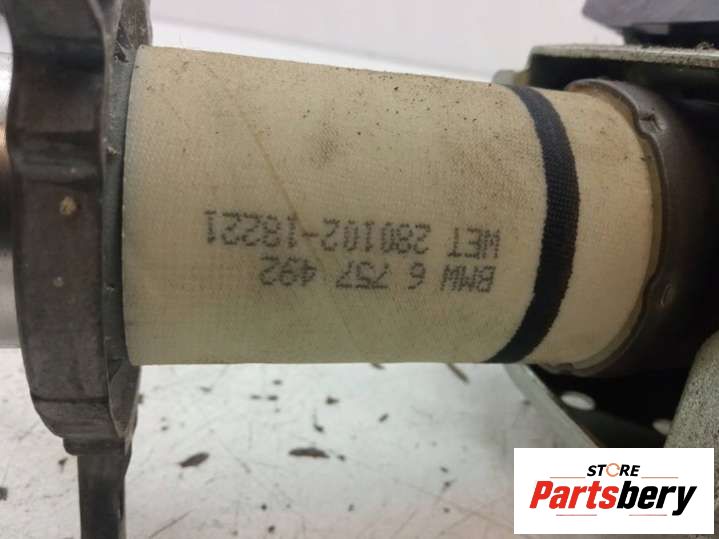 BMW 6 757 492
WET 280102-18221
STORE
Partsbery